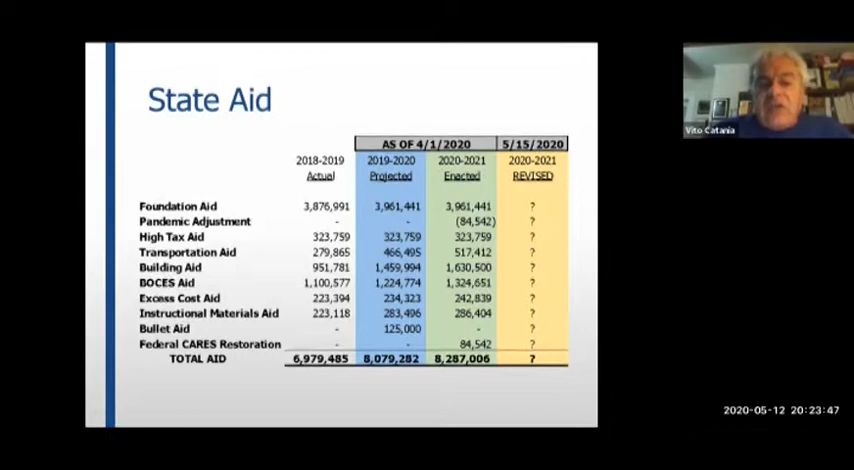 State Aid
AS OF 4/1/2020 5/15/2020
2018-2019 2019-2020 2020-2021 2020-2021
Actual Projected Enacted REVISED
Foundation Aid 3,876,991 3,961,441 3,961,441 ?
Pandemic Adjustment - - (84,542) ?
High Tax Aid 323,759 323,759 323,759 ?
Transportation Aid 279,865 466,495 517,412 ?
Building Aid 951,781 1,459,994 1,630,500 ?
BOCES Aid 1,100,577 1,224,774 1,324,651 ?
Excess Cost Aid 223,394 234,323 242,839 ?
Instructional Materials Aid 223,118 283,496 286,404 ?
Bullet Aid - 125,000 - ?
Federal CARES Restoration - - 84,542 ?
TOTAL AID 6,979,485 8,079,282 8,287,006 ?
Vito Catania
2020-05-12 20:23:47